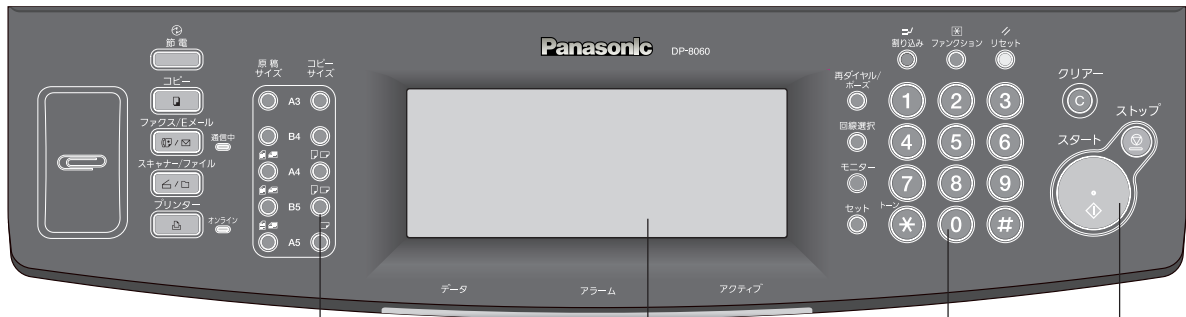 節電
コピー
ファクス/Eメール
通信中
スキャナー/ファイル
プリンター
オンライン
原稿
サイズ
コピー
サイズ
A3
B4
A4
B5
A5
Panasonic DP-8060
データ アラーム アクティブ
割り込み ファンクション リセット
再ダイヤル/
ポーズ
回線選択
モニター
セット
トーン
1 2 3
4 5 6
7 8 9
* 0 #
クリアー
C
ストップ
スタート